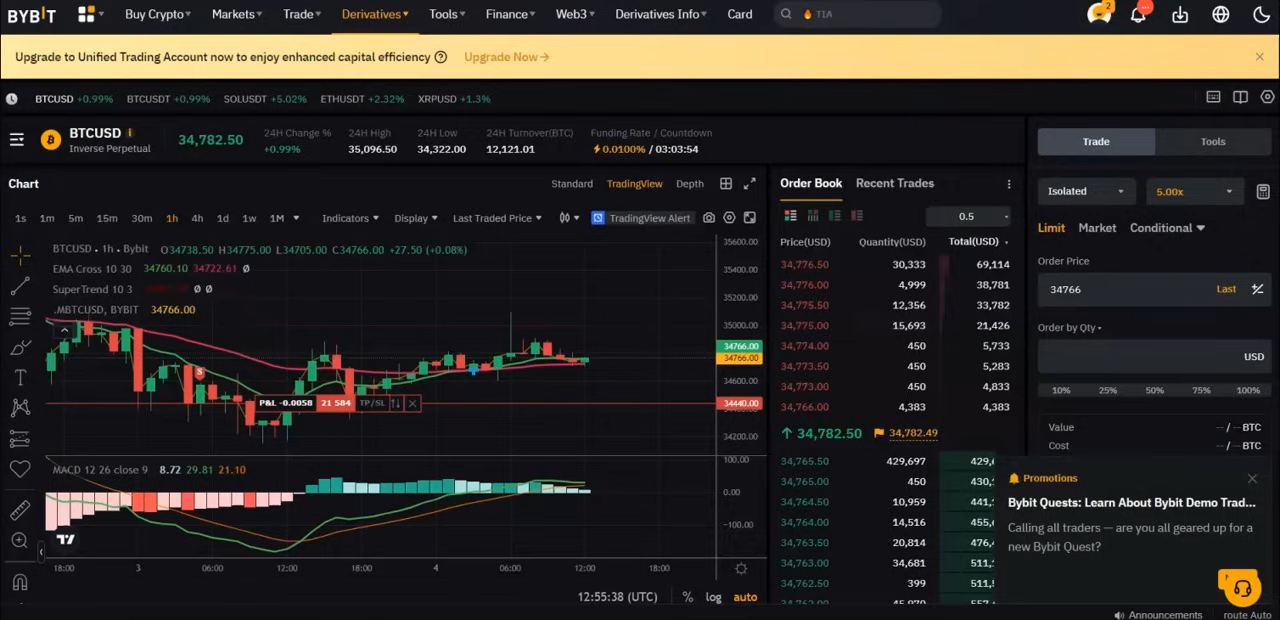 BYBIT Buy Crypto Markets Trade Derivatives Tools Finance Web3 Derivatives Info Card TIA 2
Upgrade to Unified Trading Account now to enjoy enhanced capital efficiency Upgrade Now
BTCUSD +0.99% BTCUSDT +0.99% SOLUSDT +5.02% ETHUSDT +2.32% XRPUSD +1.3%
BTCUSD
Inverse Perpetual
34,782.50
24H Change % 24H High 24H Low 24H Turnover(BTC) Funding Rate / Countdown
+0.99% 35,096.50 34,322.00 12,121.01 0.0100% / 03:03:54
Chart Standard TradingView Depth
1s 1m 5m 15m 30m 1h 4h 1d 1w 1M Indicators Display Last Traded Price TradingView Alert
BTCUSD · 1h · Bybit O34738.50 H34775.00 L34705.00 C34766.00 +27.50 (+0.08%)
EMA Cross 10 30 34760.10 34722.61 Ø
SuperTrend 10 3 Ø Ø
.MBTCUSD, BYBIT 34766.00
S
P&L -0.0058 21 584 TP/SL
35600.00
35400.00
35200.00
35000.00
34766.00
34766.00
34600.00
34440.00
34200.00
MACD 12 26 close 9 8.72 29.81 21.10
100.00
0.00
-100.00
18:00 3 06:00 12:00 18:00 4 06:00 12:00 18:00
12:55:38 (UTC) % log auto
Order Book Recent Trades
0.5
Price(USD) Quantity(USD) Total(USD)
34,776.50 30,333 69,114
34,776.00 4,999 38,781
34,775.50 12,356 33,782
34,775.00 15,693 21,426
34,774.00 450 5,733
34,773.50 450 5,283
34,773.00 450 4,833
34,766.00 4,383 4,383
34,782.50 34,782.49
34,765.50 429,697
34,765.00 450
34,764.50 10,959
34,764.00 14,516
34,763.50 20,814
34,763.00 34,681
34,762.50 399
Trade Tools
Isolated 5.00x
Limit Market Conditional
Order Price
34766 Last
Order by Qty
USD
10% 25% 50% 75% 100%
Value -- / -- BTC
Cost -- / -- BTC
Promotions
Bybit Quests: Learn About Bybit Demo Trad...
Calling all traders — are you all geared up for a
new Bybit Quest?
Announcements route Auto